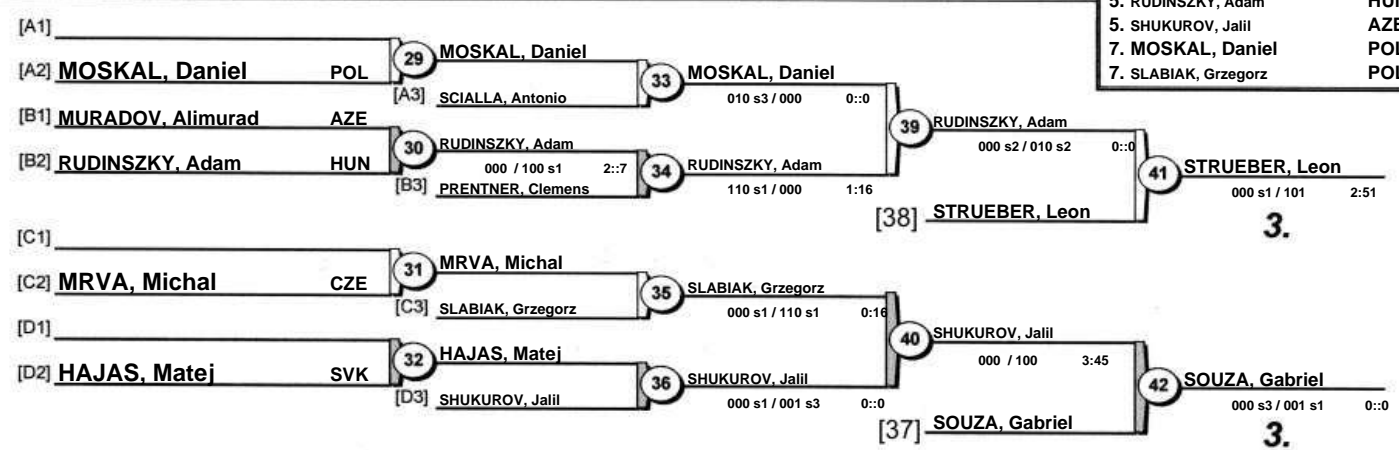 5. RUDINSZKY, Adam HUN
5. SHUKUROV, Jalil AZE
7. MOSKAL, Daniel POL
7. SLABIAK, Grzegorz POL
[A1]
29 MOSKAL, Daniel
[A2] MOSKAL, Daniel POL
33 MOSKAL, Daniel
[A3] SCIALLA, Antonio
010 s3 / 000 0::0
[B1] MURADOV, Alimurad AZE
39 RUDINSZKY, Adam
30 RUDINSZKY, Adam
000 s2 / 010 s2 0::0
[B2] RUDINSZKY, Adam HUN
000 / 100 s1 2::7
34 RUDINSZKY, Adam
41 STRUEBER, Leon
[B3] PRENTNER, Clemens
110 s1 / 000 1:16
000 s1 / 101 2:51
[38] STRUEBER, Leon
3.
[C1]
31 MRVA, Michal
[C2] MRVA, Michal CZE
35 SLABIAK, Grzegorz
[C3] SLABIAK, Grzegorz
000 s1 / 110 s1 0:16
[D1]
40 SHUKUROV, Jalil
32 HAJAS, Matej
000 / 100 3:45
[D2] HAJAS, Matej SVK
36 SHUKUROV, Jalil
42 SOUZA, Gabriel
[D3] SHUKUROV, Jalil
000 s1 / 001 s3 0::0
000 s3 / 001 s1 0::0
[37] SOUZA, Gabriel
3.